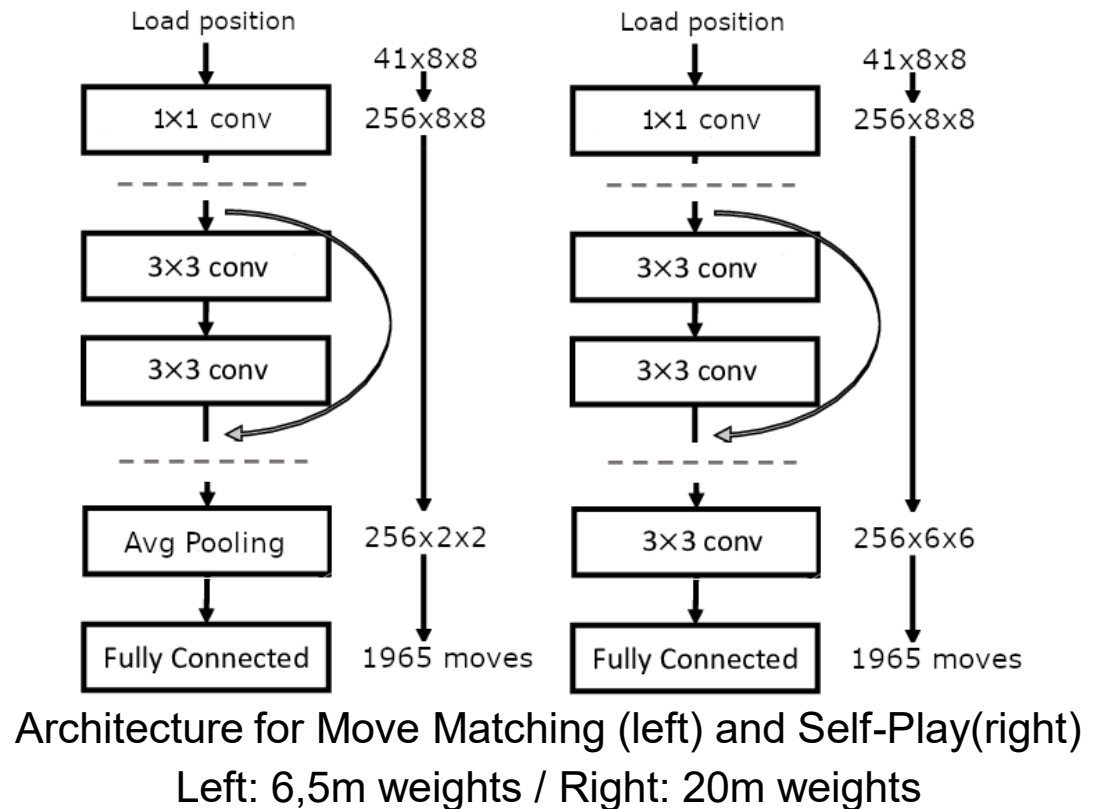 Load position
41x8x8
1×1 conv
256x8x8
3×3 conv
3×3 conv
Avg Pooling
256x2x2
Fully Connected
1965 moves
Load position
41x8x8
1×1 conv
256x8x8
3×3 conv
3×3 conv
3×3 conv
256x6x6
Fully Connected
1965 moves
Architecture for Move Matching (left) and Self-Play(right)
Left: 6,5m weights / Right: 20m weights